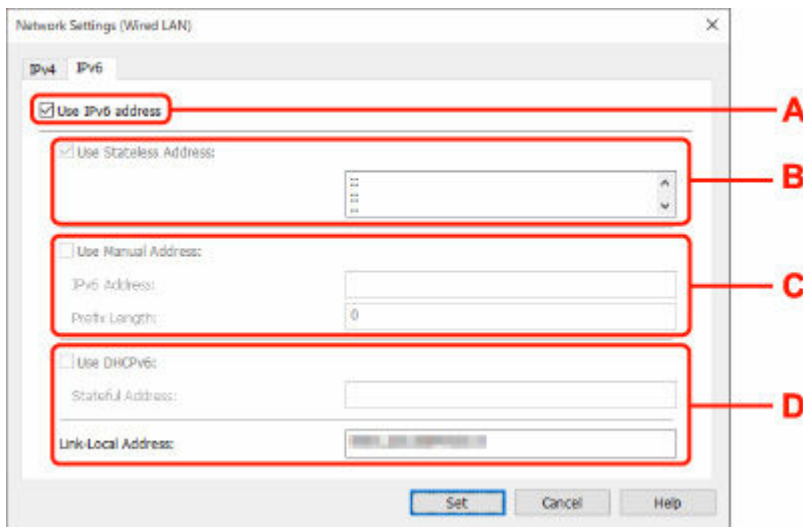 Network Settings (Wired LAN)
IPv4 IPv6
Use IPv6 address
A
Use Stateless Address:
::
::
::
B
Use Manual Address:
IPv6 Address:
C
Prefix Length: 0
Use DHCPv6:
Stateful Address:
D
Link-Local Address:
Set Cancel Help